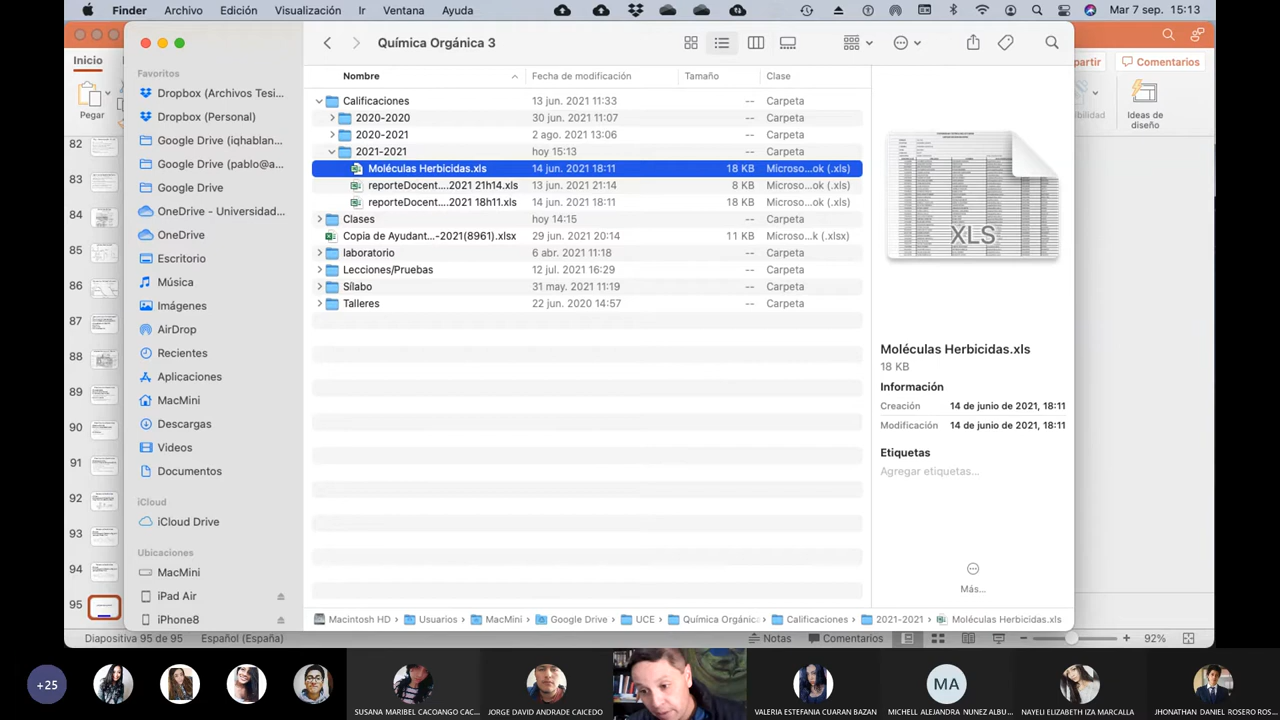 Finder Archivo Edición Visualización Ir Ventana Ayuda Mar 7 sep. 15:13
Química Orgánica 3
Inicio
partir
Comentarios
Pegar
Ideas de
diseño
Favoritos
Dropbox (Archivos Tesi...
Dropbox (Personal)
Google Drive (iqhablan...
Google Drive (pablo@a...
Google Drive
OneDrive - Universidad...
OneDrive
Escritorio
Música
Imágenes
AirDrop
Recientes
Aplicaciones
MacMini
Descargas
Videos
Documentos
iCloud
iCloud Drive
Ubicaciones
MacMini
iPad Air
iPhone8
Nombre Fecha de modificación Tamaño Clase
Calificaciones 13 jun. 2021 11:33 -- Carpeta
2020-2020 30 jun. 2021 11:07 -- Carpeta
2020-2021 2 ago. 2021 13:06 -- Carpeta
2021-2021 hoy 15:13 -- Carpeta
Moléculas Herbicidas.xls 14 jun. 2021 18:11 18 KB Microso...ok (.xls)
reporteDocent....2021 21h14.xls 13 jun. 2021 21:14 5 KB Microso...ok (.xls)
reporteDocent....2021 18h11.xls 14 jun. 2021 18:11 18 KB Microso...ok (.xls)
Clases hoy 14:15 -- Carpeta
Copia de Ayudant...-2021(8961).xlsx 29 jun. 2021 20:14 11 KB Microso...k (.xlsx)
laboratorio 6 abr. 2021 11:18 -- Carpeta
Lecciones/Pruebas 12 jul. 2021 16:29 -- Carpeta
Sílabo 31 may. 2021 11:19 -- Carpeta
Talleres 22 jun. 2020 14:57 -- Carpeta
XLS
Moléculas Herbicidas.xls
18 KB
Información
Creación 14 de junio de 2021, 18:11
Modificación 14 de junio de 2021, 18:11
Etiquetas
Agregar etiquetas...
Más...
82
83
84
85
86
87
88
89
90
91
92
93
94
95
Macintosh HD > Usuarios > MacMini > Google Drive > UCE > Química Orgánic > Calificaciones > 2021-2021 > Moléculas Herbicidas.xls
Diapositiva 95 de 95 Español (España) Notas Comentarios 92%
+25
MA
SUSANA MARIBEL CACOANGO CAC...
JORGE DAVID ANDRADE CAICEDO
VALERIA ESTEFANIA CUARAN BAZAN
MICHELL ALEJANDRA NUNEZ ALBU...
NAYELI ELIZABETH IZA MARCALLA
JHONATHAN DANIEL ROSERO ROS...